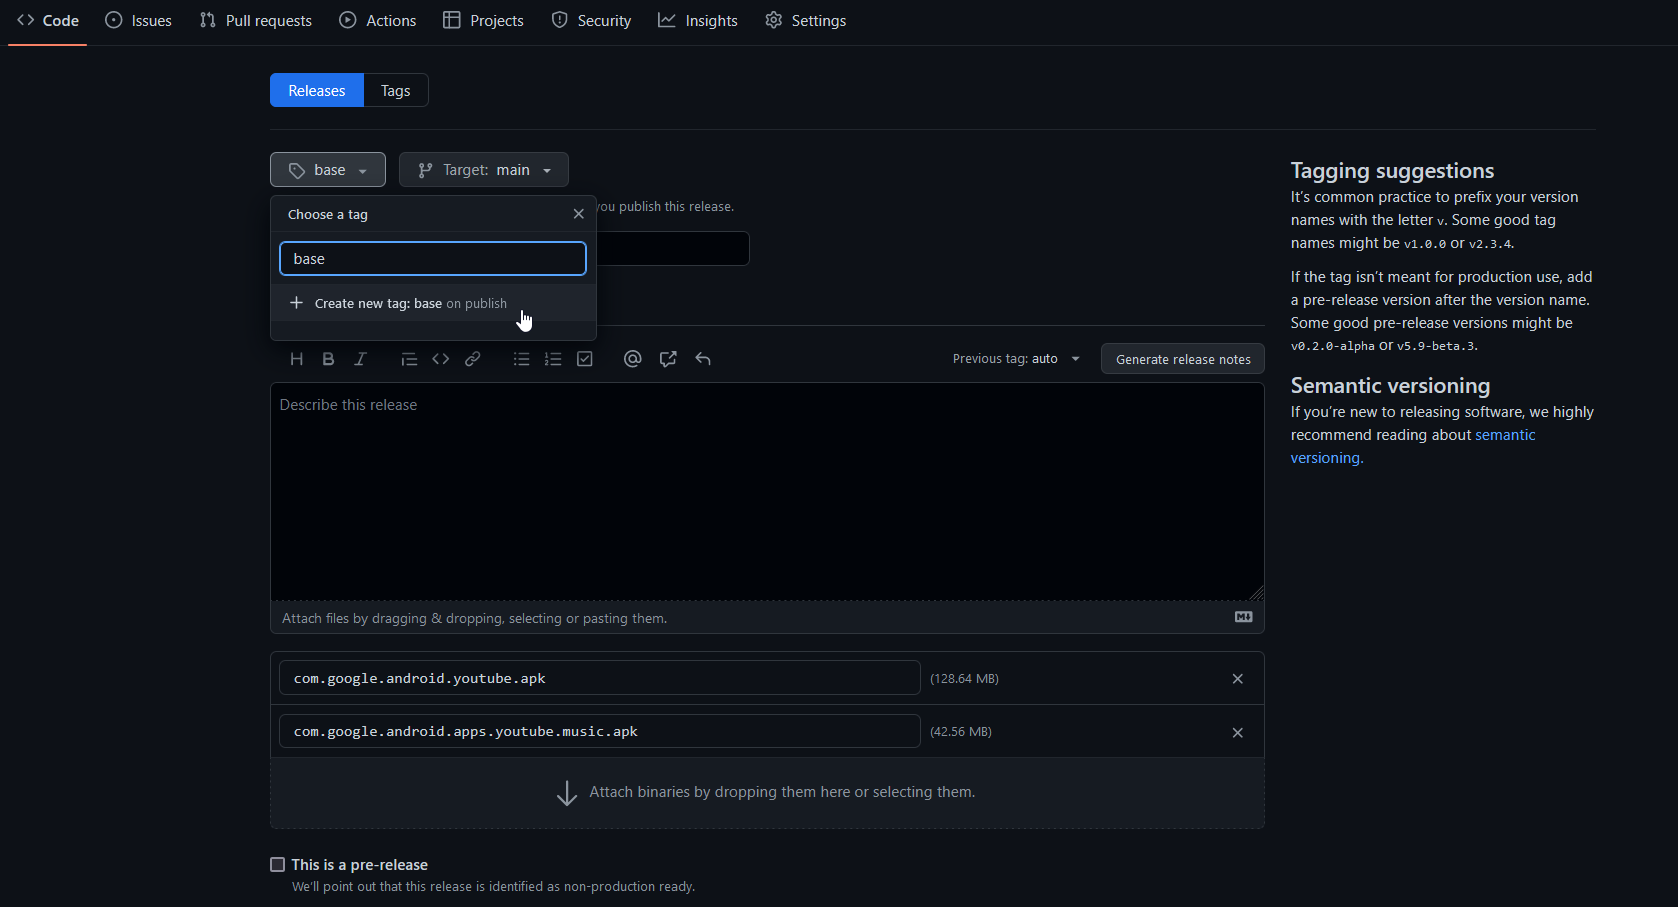 Code Issues Pull requests Actions Projects Security Insights Settings
Releases Tags
base Target: main
you publish this release.
Choose a tag
base
Create new tag: base on publish
Previous tag: auto Generate release notes
Describe this release
Attach files by dragging & dropping, selecting or pasting them.
com.google.android.youtube.apk (128.64 MB)
com.google.android.apps.youtube.music.apk (42.56 MB)
Attach binaries by dropping them here or selecting them.
This is a pre-release
We'll point out that this release is identified as non-production ready.
Tagging suggestions
It's common practice to prefix your version
names with the letter v. Some good tag
names might be v1.0.0 or v2.3.4.
If the tag isn't meant for production use, add
a pre-release version after the version name.
Some good pre-release versions might be
v0.2.0-alpha or v5.9-beta.3.
Semantic versioning
If you're new to releasing software, we highly
recommend reading about semantic
versioning.